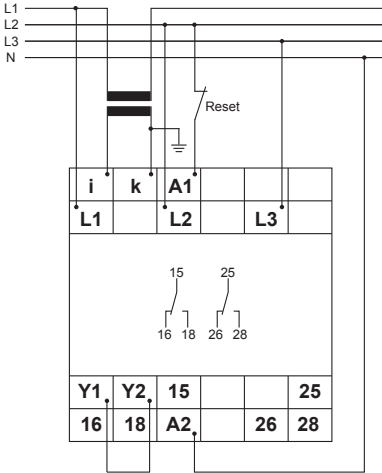 L1
L2
L3
N
Reset
i k A1
L1 L2 L3
15 25
16 18 26 28
Y1 Y2 15 25
16 18 A2 26 28